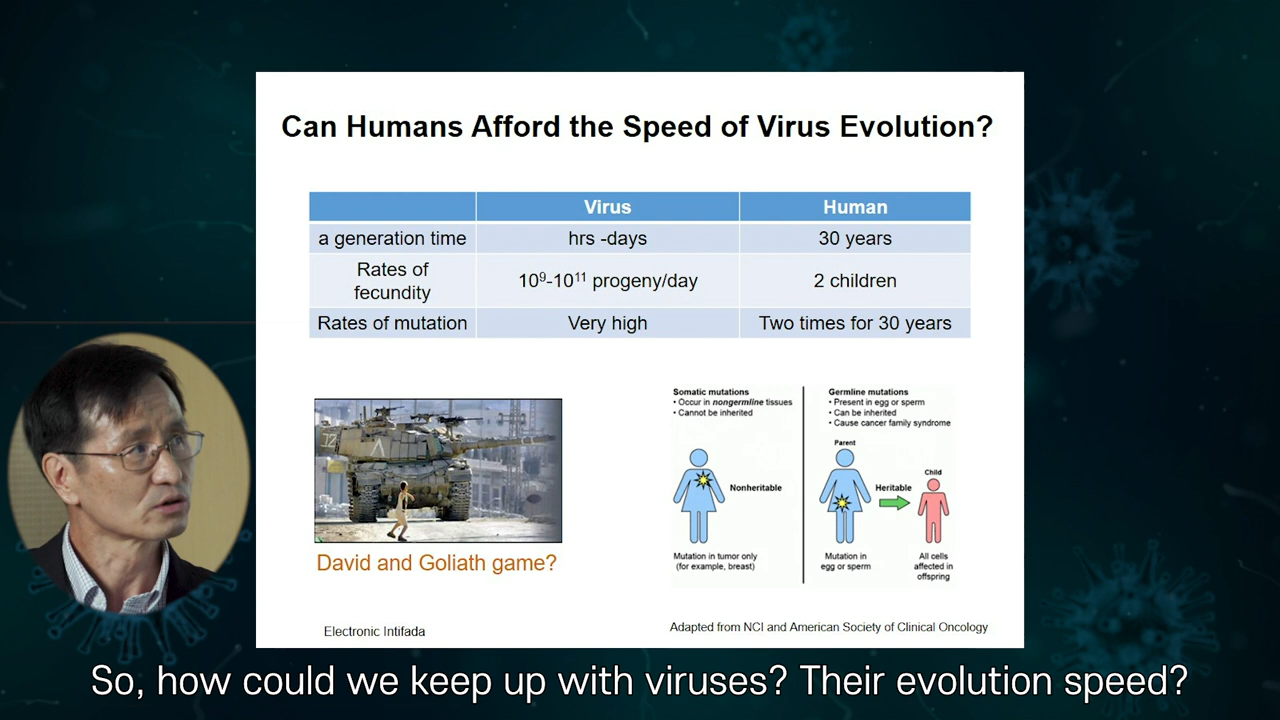 Can Humans Afford the Speed of Virus Evolution?
Virus Human
a generation time hrs -days 30 years
Rates of
fecundity 10⁹-10¹¹ progeny/day 2 children
Rates of mutation Very high Two times for 30 years
Somatic mutations
• Occur in nongermline tissues
• Cannot be inherited
Nonheritable
Mutation in tumor only
(for example, breast)
Germline mutations
• Present in egg or sperm
• Can be inherited
• Cause cancer family syndrome
Parent
Child
Heritable
Mutation in
egg or sperm
All cells
affected in
offspring
David and Goliath game?
Electronic Intifada
Adapted from NCI and American Society of Clinical Oncology
So, how could we keep up with viruses? Their evolution speed?